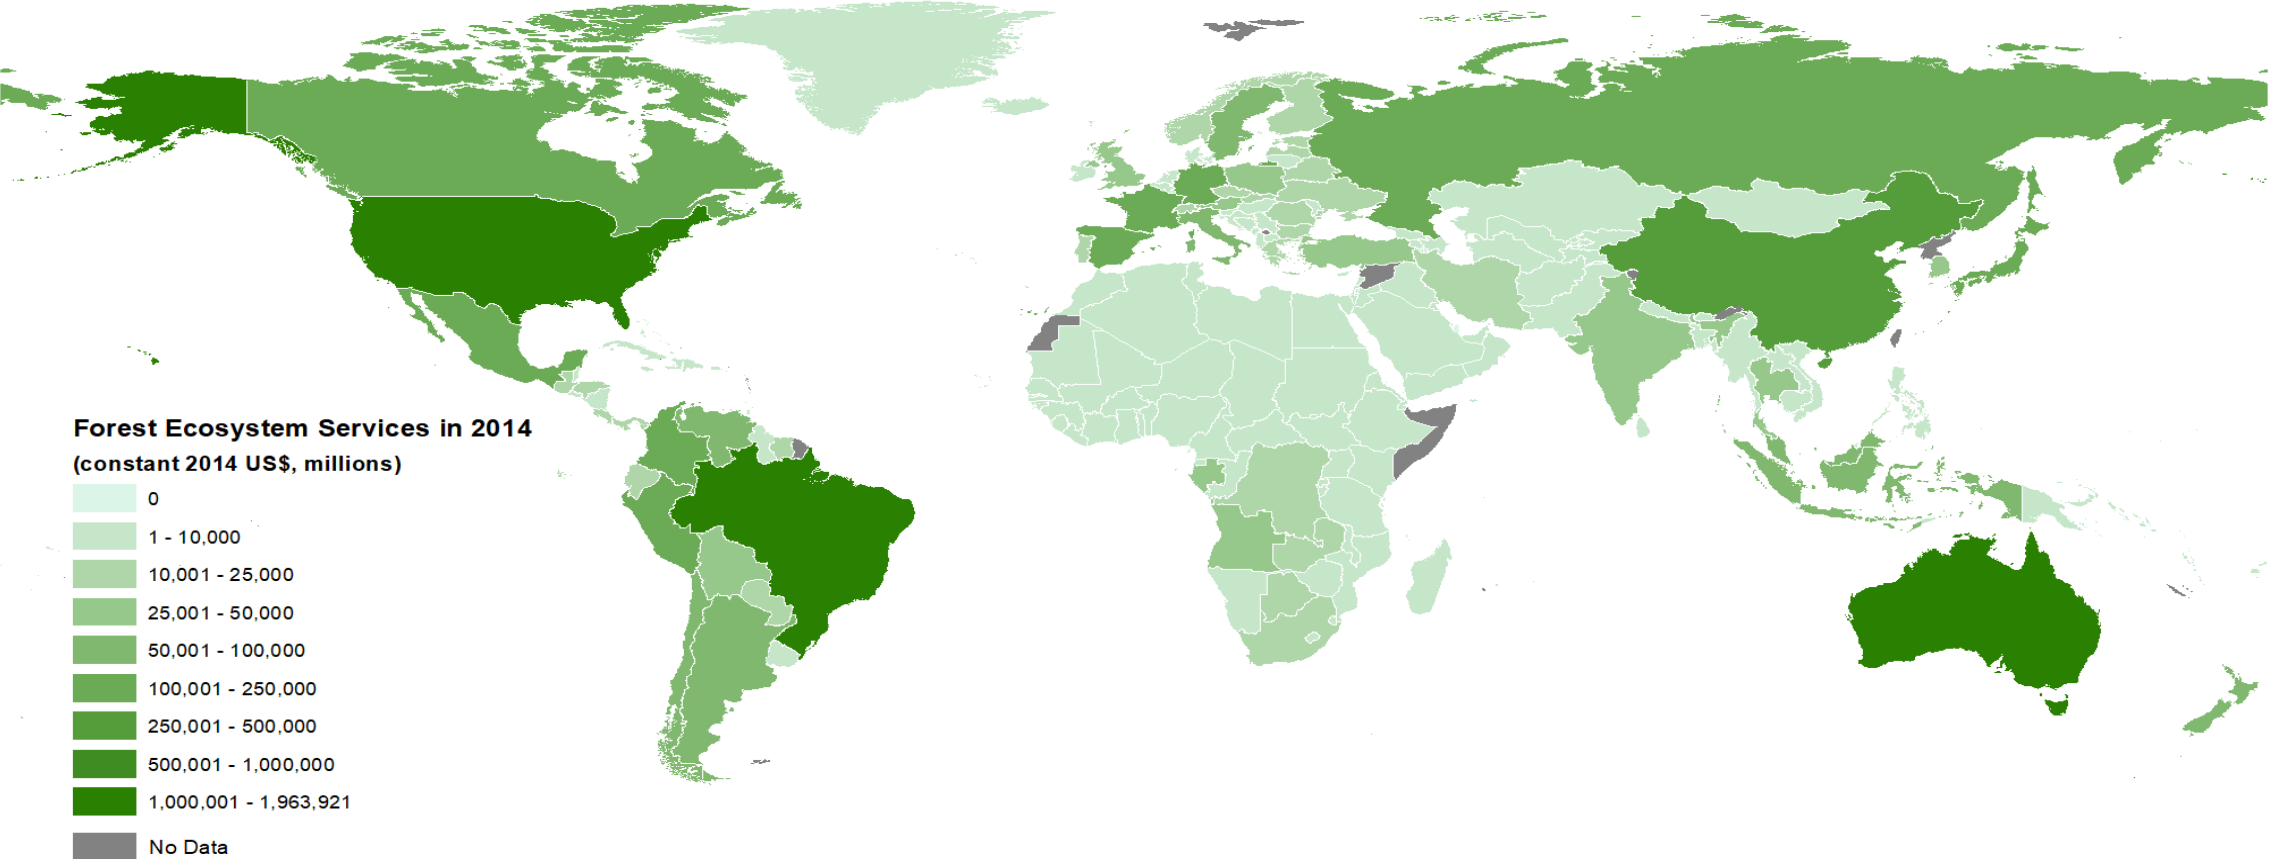 Forest Ecosystem Services in 2014
(constant 2014 US$, millions)
0
1 - 10,000
10,001 - 25,000
25,001 - 50,000
50,001 - 100,000
100,001 - 250,000
250,001 - 500,000
500,001 - 1,000,000
1,000,001 - 1,963,921
No Data